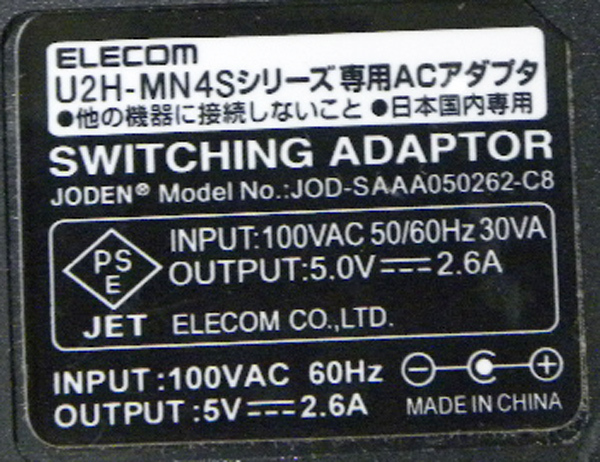 ELECOM
U2H-MN4Sシリーズ専用ACアダプタ
●他の機器に接続しないこと ●日本国内専用
SWITCHING ADAPTOR
JODEN® Model No.:JOD-SAAA050262-C8
PS
E
INPUT:100VAC 50/60Hz 30VA
OUTPUT:5.0V⎓2.6A
JET ELECOM CO.,LTD.
INPUT:100VAC 60Hz
OUTPUT:5V⎓2.6A
MADE IN CHINA